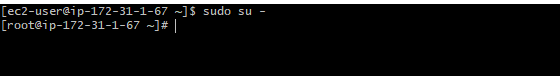 [ec2-user@ip-172-31-1-67 ~]$ sudo su -
[root@ip-172-31-1-67 ~]#